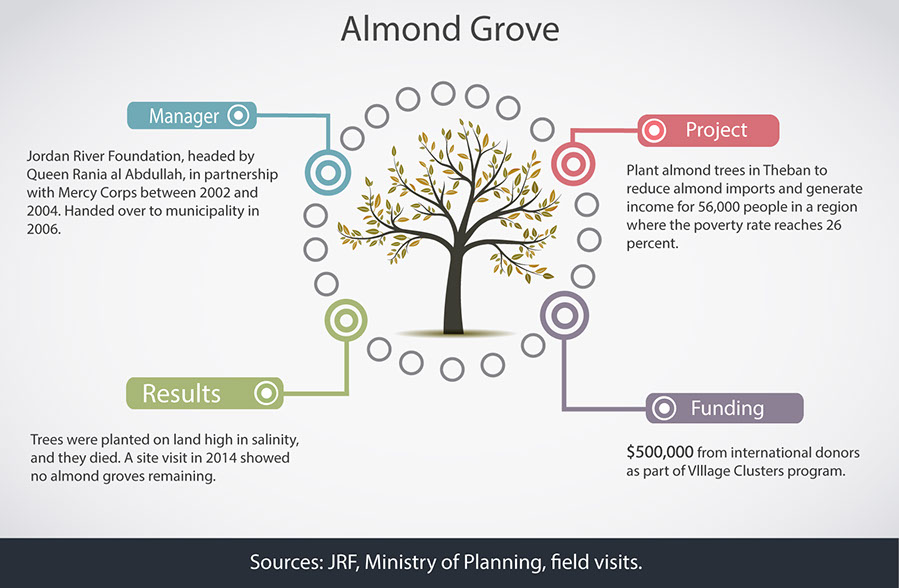 Almond Grove
Manager
Jordan River Foundation, headed by
Queen Rania al Abdullah, in partnership
with Mercy Corps between 2002 and
2004. Handed over to municipality in
2006.
Project
Plant almond trees in Theban to
reduce almond imports and generate
income for 56,000 people in a region
where the poverty rate reaches 26
percent.
Results
Trees were planted on land high in salinity,
and they died. A site visit in 2014 showed
no almond groves remaining.
Funding
$500,000 from international donors
as part of VIllage Clusters program.
Sources: JRF, Ministry of Planning, field visits.